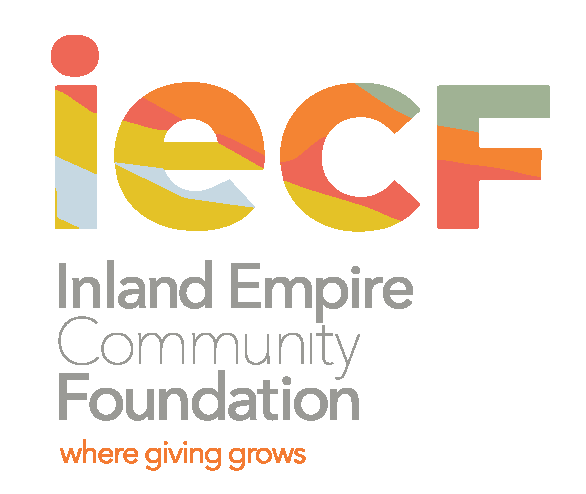 iecF
Inland Empire
Community
Foundation
where giving grows